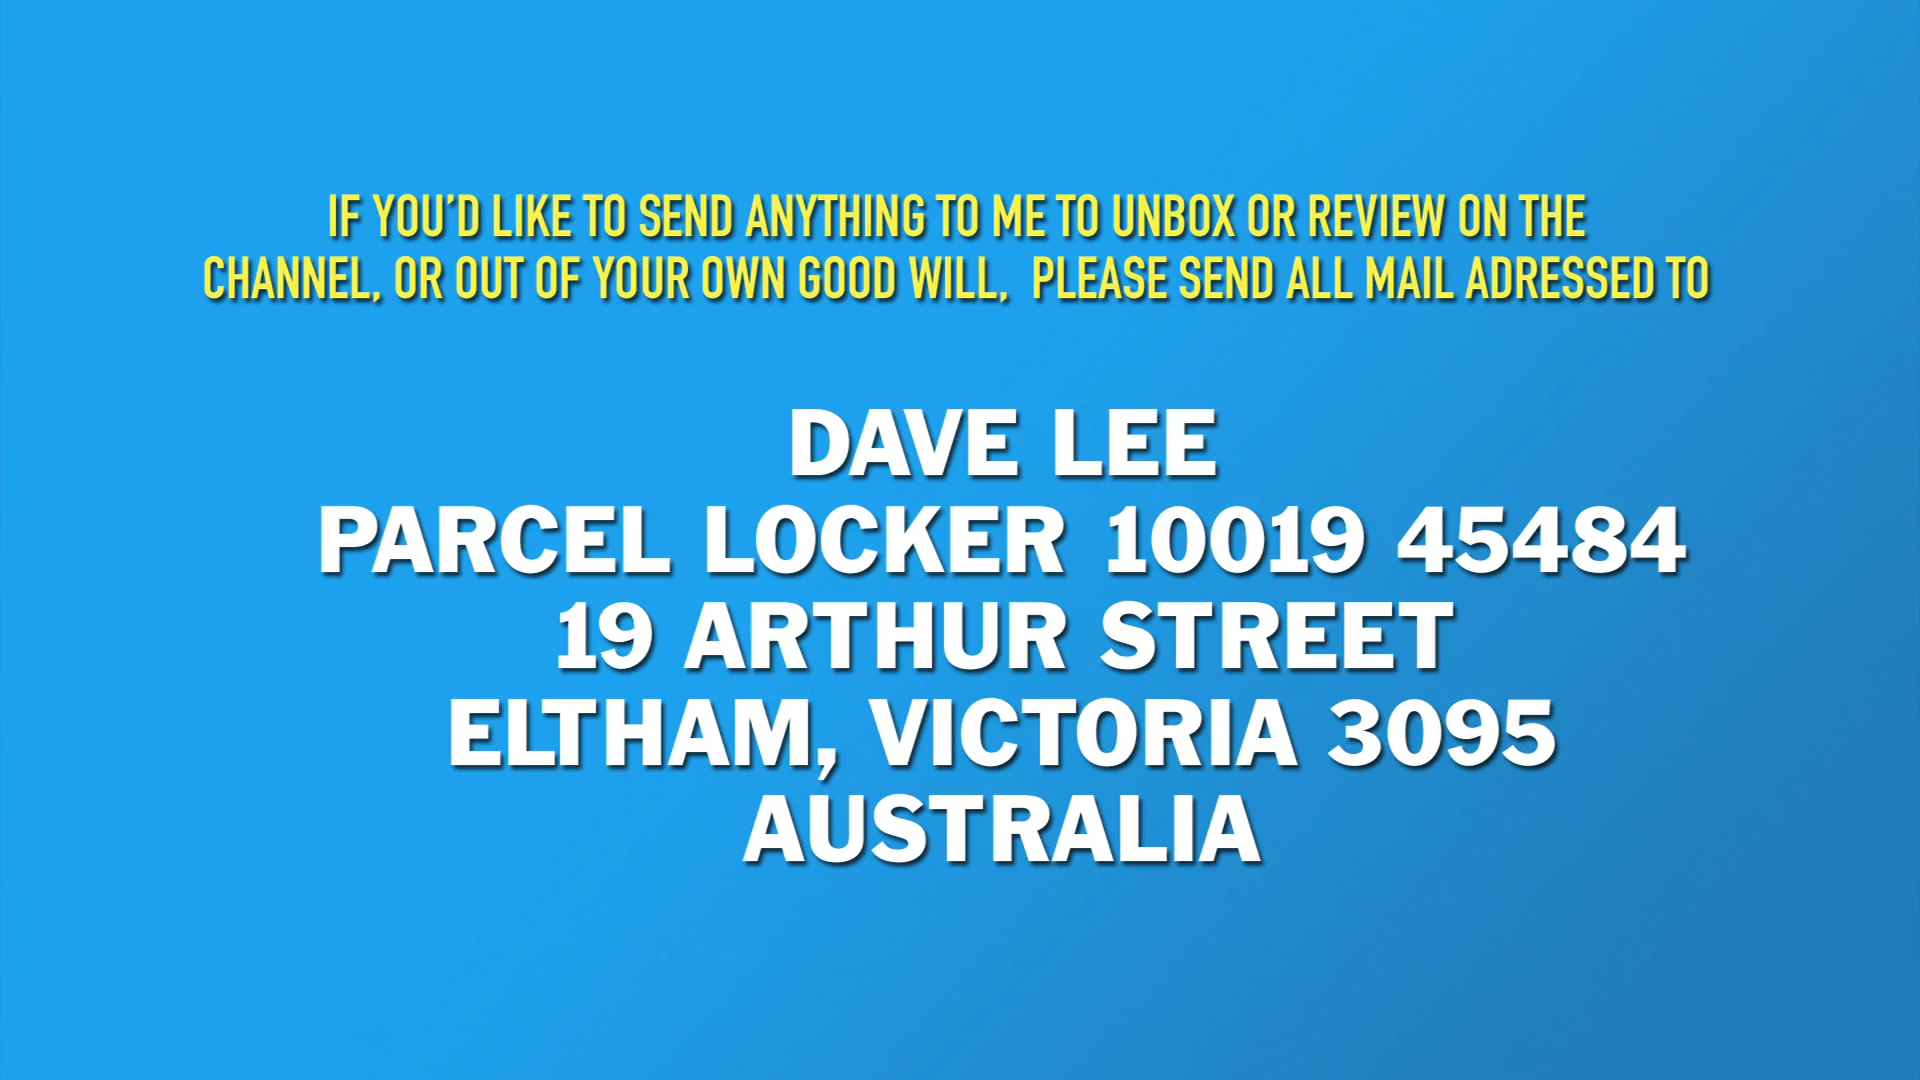 IF YOU'D LIKE TO SEND ANYTHING TO ME TO UNBOX OR REVIEW ON THE
CHANNEL, OR OUT OF YOUR OWN GOOD WILL, PLEASE SEND ALL MAIL ADRESSED TO
DAVE LEE
PARCEL LOCKER 10019 45484
19 ARTHUR STREET
ELTHAM, VICTORIA 3095
AUSTRALIA